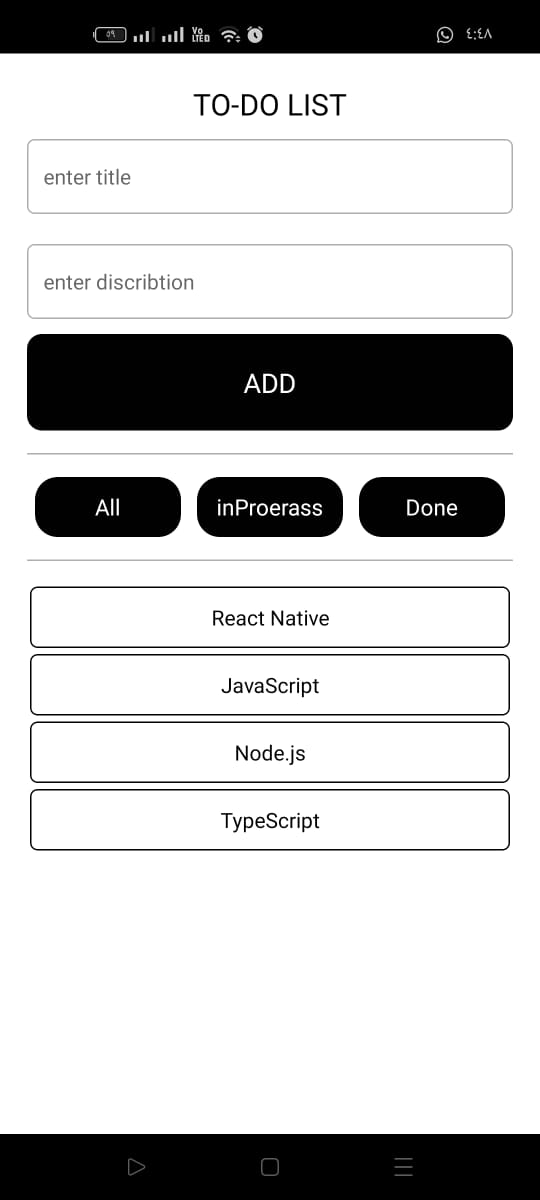 ٥٩ Vo LTED ٤:٤٨
TO-DO LIST
enter title
enter discribtion
ADD
All inProerass Done
React Native
JavaScript
Node.js
TypeScript